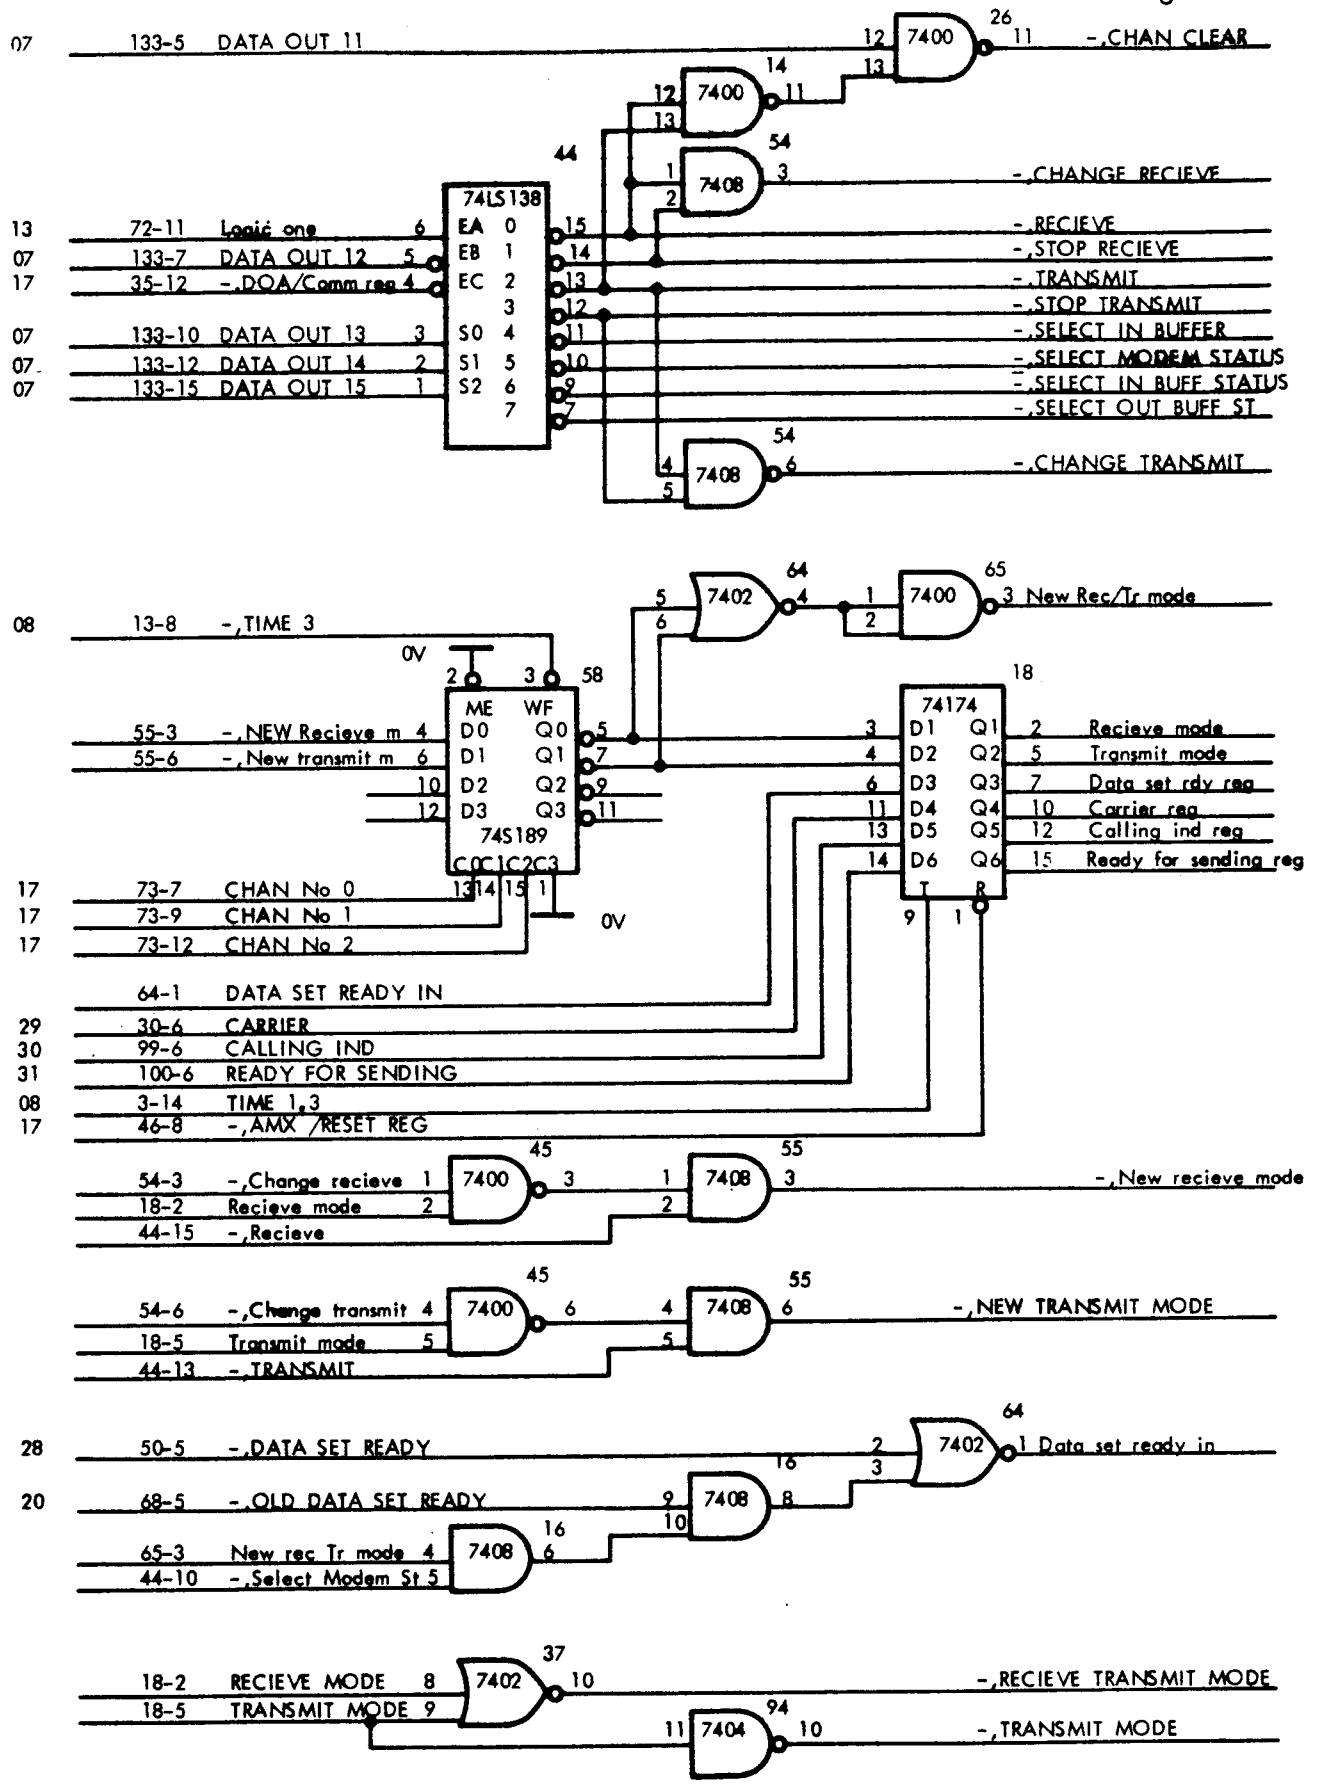 26
07 133-5 DATA OUT 11 12 7400 11 -,CHAN CLEAR
13
14
12 7400 11
13
54
44
1 7408 3 -,CHANGE RECIEVE
2
74LS138
13 72-11 Logic one 6 EA 0 15 -,RECIEVE
07 133-7 DATA OUT 12 5 EB 1 14 -,STOP RECIEVE
17 35-12 -,DOA/Comm reg 4 EC 2 13 -,TRANSMIT
3 12 -,STOP TRANSMIT
07 133-10 DATA OUT 13 3 S0 4 11 -,SELECT IN BUFFER
07 133-12 DATA OUT 14 2 S1 5 10 -,SELECT MODEM STATUS
07 133-15 DATA OUT 15 1 S2 6 9 -,SELECT IN BUFF STATUS
7 7 -,SELECT OUT BUFF ST
54
4 7408 6 -,CHANGE TRANSMIT
5
64 65
5 7402 4 1 7400 3 New Rec/Tr mode
6 2
08 13-8 -,TIME 3
0V
2 3 58 18
ME WF 74174
55-3 -,NEW Recieve m 4 D0 Q0 5 3 D1 Q1 2 Recieve mode
55-6 -,New transmit m 6 D1 Q1 7 4 D2 Q2 5 Transmit mode
10 D2 Q2 9 6 D3 Q3 7 Data set rdy reg
12 D3 Q3 11 11 D4 Q4 10 Carrier reg
74S189 13 D5 Q5 12 Calling ind reg
C0 C1 C2 C3 14 D6 Q6 15 Ready for sending reg
17 73-7 CHAN No 0 13 14 15 1 T R
17 73-9 CHAN No 1 0V 9 1
17 73-12 CHAN No 2
64-1 DATA SET READY IN
29 30-6 CARRIER
30 99-6 CALLING IND
31 100-6 READY FOR SENDING
08 3-14 TIME 1,3
17 46-8 -,AMX /RESET REG
45 55
54-3 -,Change recieve 1 7400 3 1 7408 3 -,New recieve mode
18-2 Recieve mode 2 2
44-15 -,Recieve
45 55
54-6 -,Change transmit 4 7400 6 4 7408 6 -,NEW TRANSMIT MODE
18-5 Transmit mode 5 5
44-13 -,TRANSMIT
64
28 50-5 -,DATA SET READY 2 7402 1 Data set ready in
16 3
20 68-5 -,OLD DATA SET READY 9 7408 8
10
16
65-3 New rec Tr mode 4 7408 6
44-10 -,Select Modem St 5
37
18-2 RECIEVE MODE 8 7402 10 -,RECIEVE TRANSMIT MODE
18-5 TRANSMIT MODE 9
94
11 7404 10 -,TRANSMIT MODE